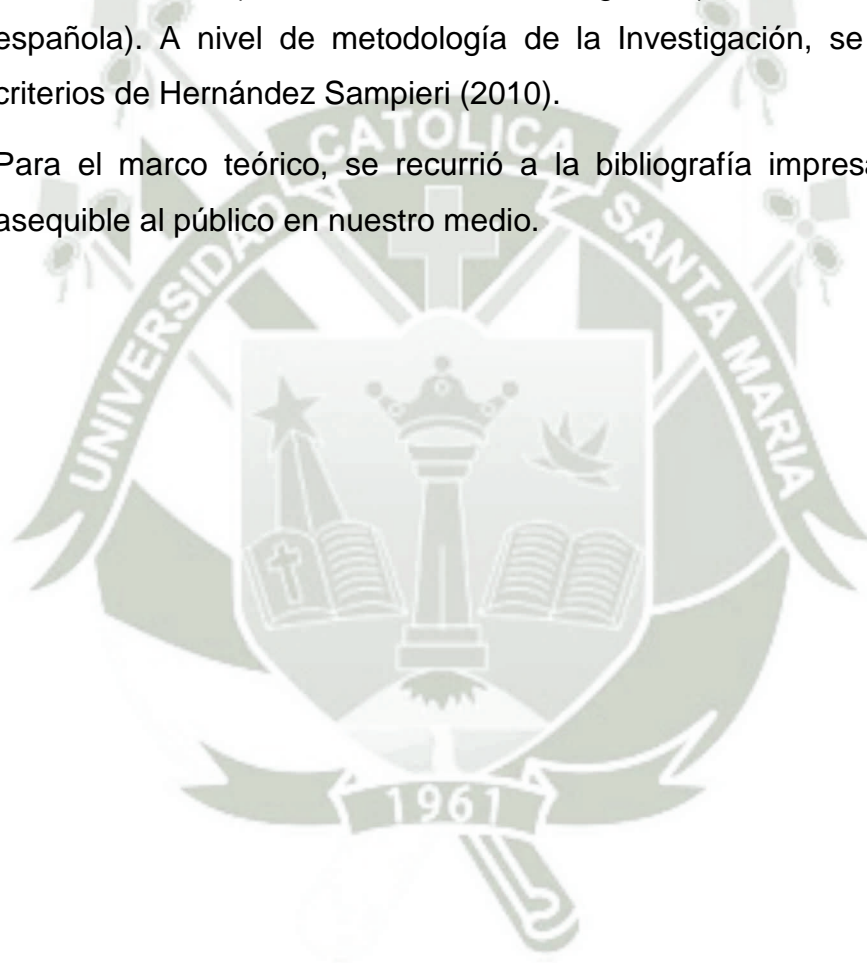 española). A nivel de metodología de la Investigación, se
criterios de Hernández Sampieri (2010).
Para el marco teórico, se recurrió a la bibliografía impresa
asequible al público en nuestro medio.
UNIVERSIDAD CATOLICA SANTA MARIA
1961